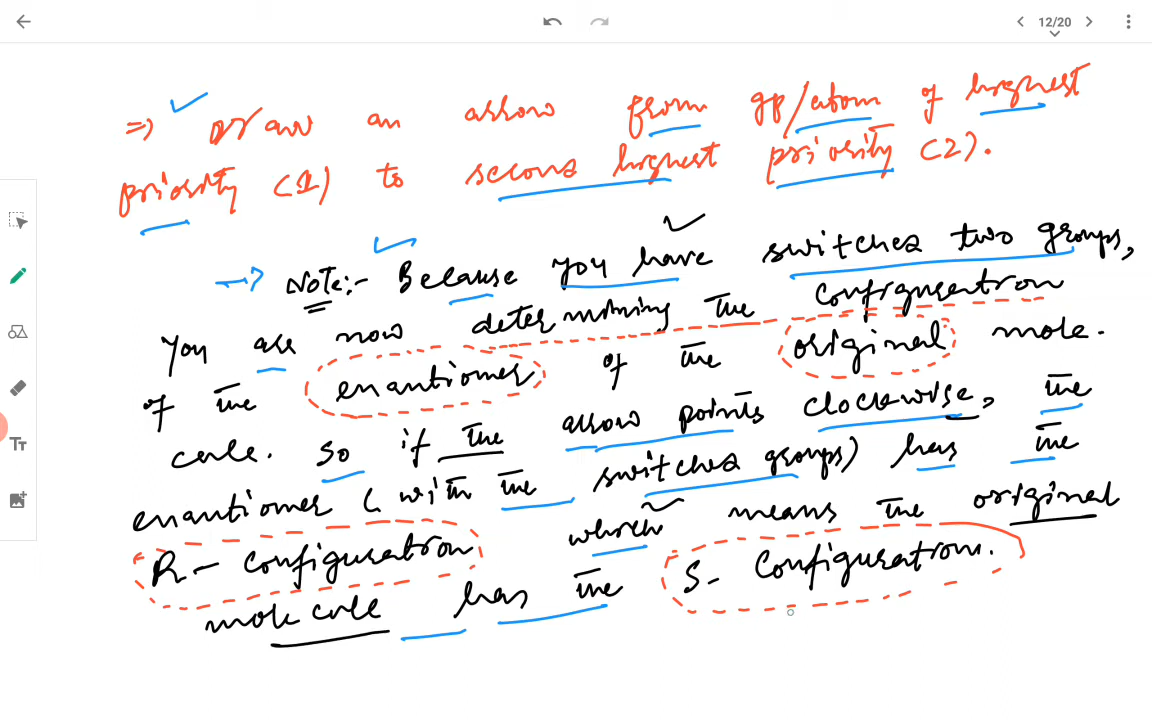 12/20
=) Draw an arrow from gp/atom of highest
priority (1) to second highest priority (2).
→ Note:- Because you have switched two groups,
you are now determining the configuration
of the enantiomer of the original mole-
cule. So if the arrow points clockwise, the
enantiomer (with the switched groups) has the
R- configuration which means the original
molecule has the S- configuration.
Tt